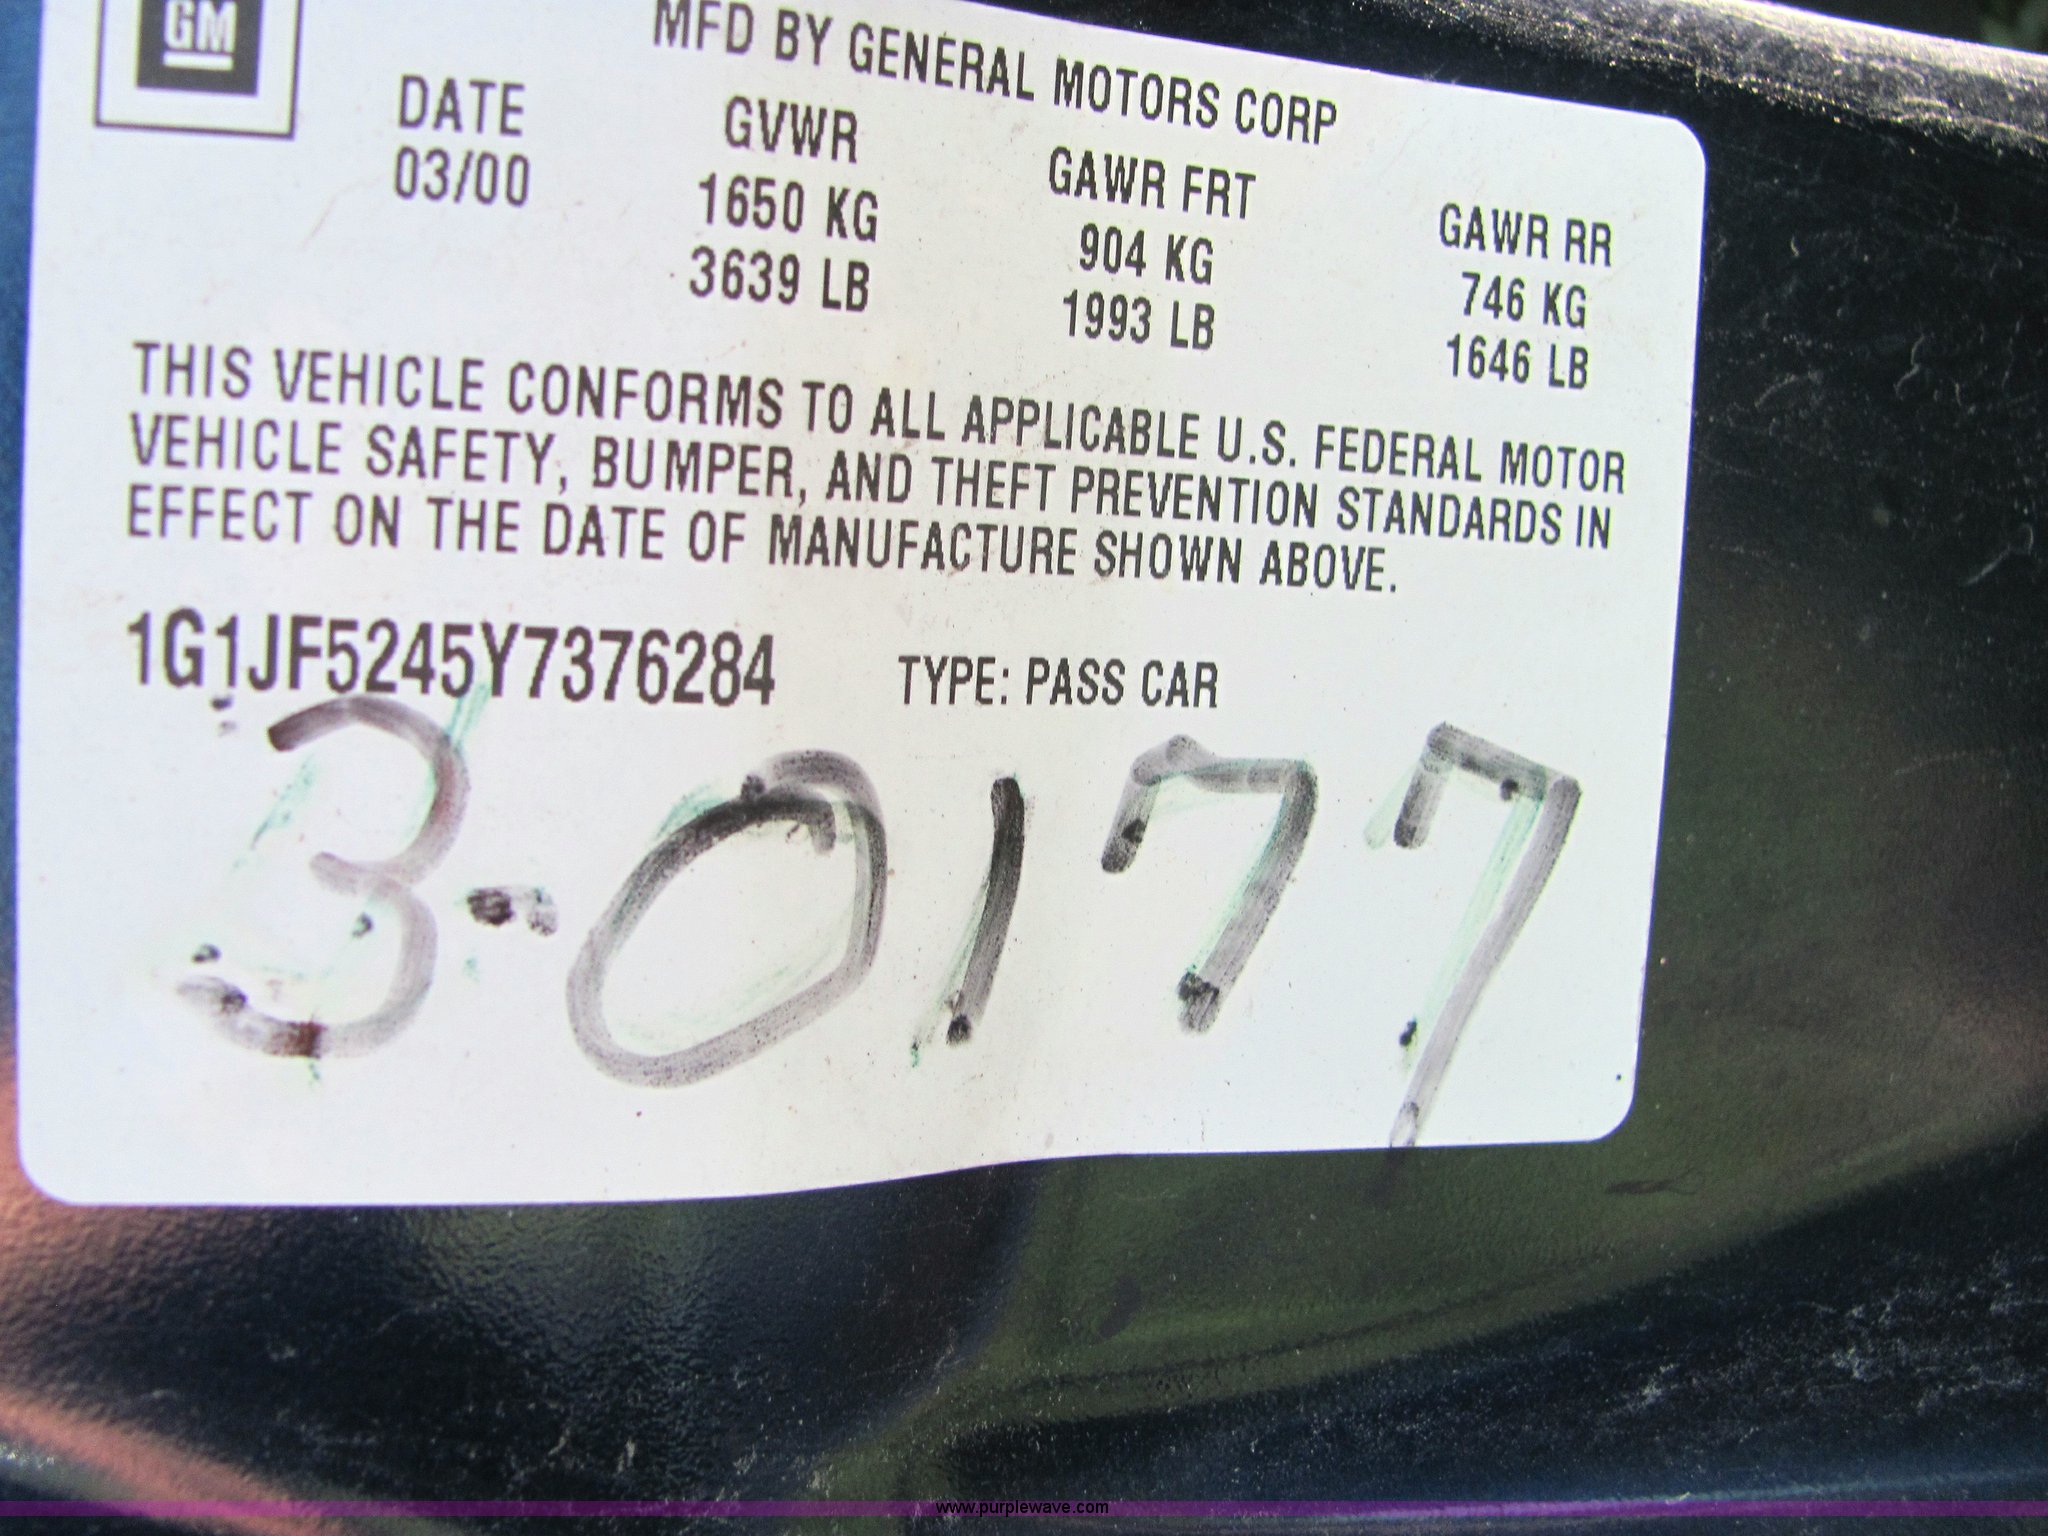 GM
MFD BY GENERAL MOTORS CORP
DATE GVWR GAWR FRT GAWR RR
03/00 1650 KG 904 KG 746 KG
3639 LB 1993 LB 1646 LB
THIS VEHICLE CONFORMS TO ALL APPLICABLE U.S. FEDERAL MOTOR
VEHICLE SAFETY, BUMPER, AND THEFT PREVENTION STANDARDS IN
EFFECT ON THE DATE OF MANUFACTURE SHOWN ABOVE.
1G1JF5245Y7376284 TYPE: PASS CAR
3-0177
www.purplewave.com